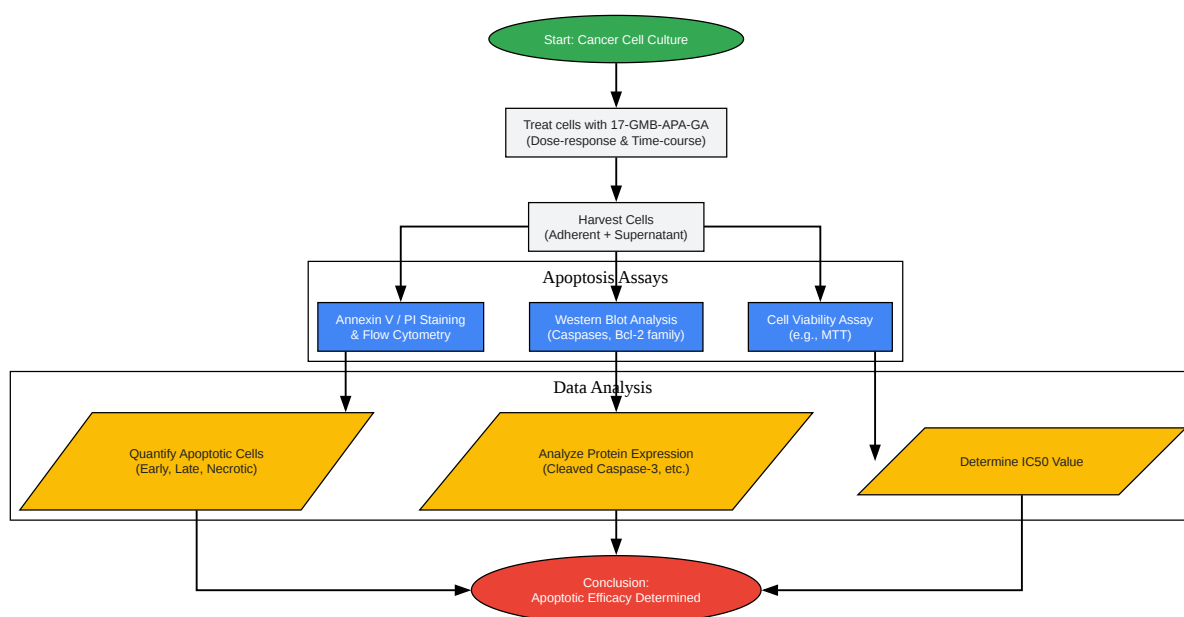 Start: Cancer Cell Culture
Treat cells with 17-GMB-APA-GA
(Dose-response & Time-course)
Harvest Cells
(Adherent + Supernatant)
Apoptosis Assays
Annexin V / PI Staining
& Flow Cytometry
Western Blot Analysis
(Caspases, Bcl-2 family)
Cell Viability Assay
(e.g., MTT)
Data Analysis
Quantify Apoptotic Cells
(Early, Late, Necrotic)
Analyze Protein Expression
(Cleaved Caspase-3, etc.)
Determine IC50 Value
Conclusion:
Apoptotic Efficacy Determined